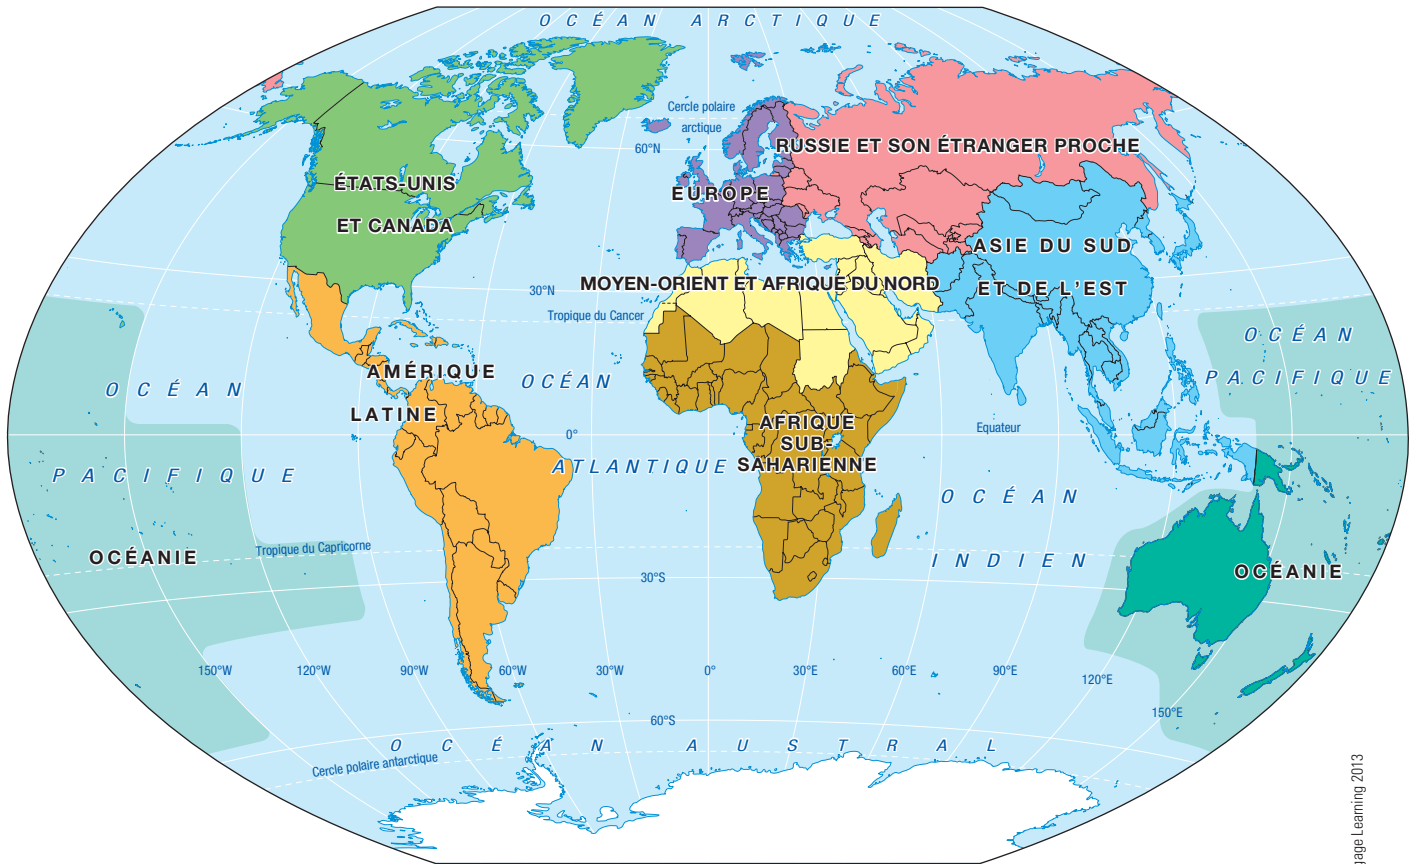 OCÉAN ARCTIQUE
Cercle polaire
arctique
60°N
RUSSIE ET SON ÉTRANGER PROCHE
ÉTATS-UNIS
ET CANADA
EUROPE
ASIE DU SUD
ET DE L'EST
MOYEN-ORIENT ET AFRIQUE DU NORD
30°N
Tropique du Cancer
OCÉAN
PACIFIQUE
AMÉRIQUE
LATINE
OCÉAN
ATLANTIQUE
OCÉAN
PACIFIQUE
AFRIQUE
SUB-
SAHARIENNE
0°
Equateur
OCÉAN
INDIEN
OCÉANIE
Tropique du Capricorne
OCÉANIE
30°S
150°W
120°W
90°W
60°W
30°W
0°
30°E
60°E
90°E
120°E
150°E
60°S
OCÉAN AUSTRAL
Cercle polaire antarctique
Learning 2013